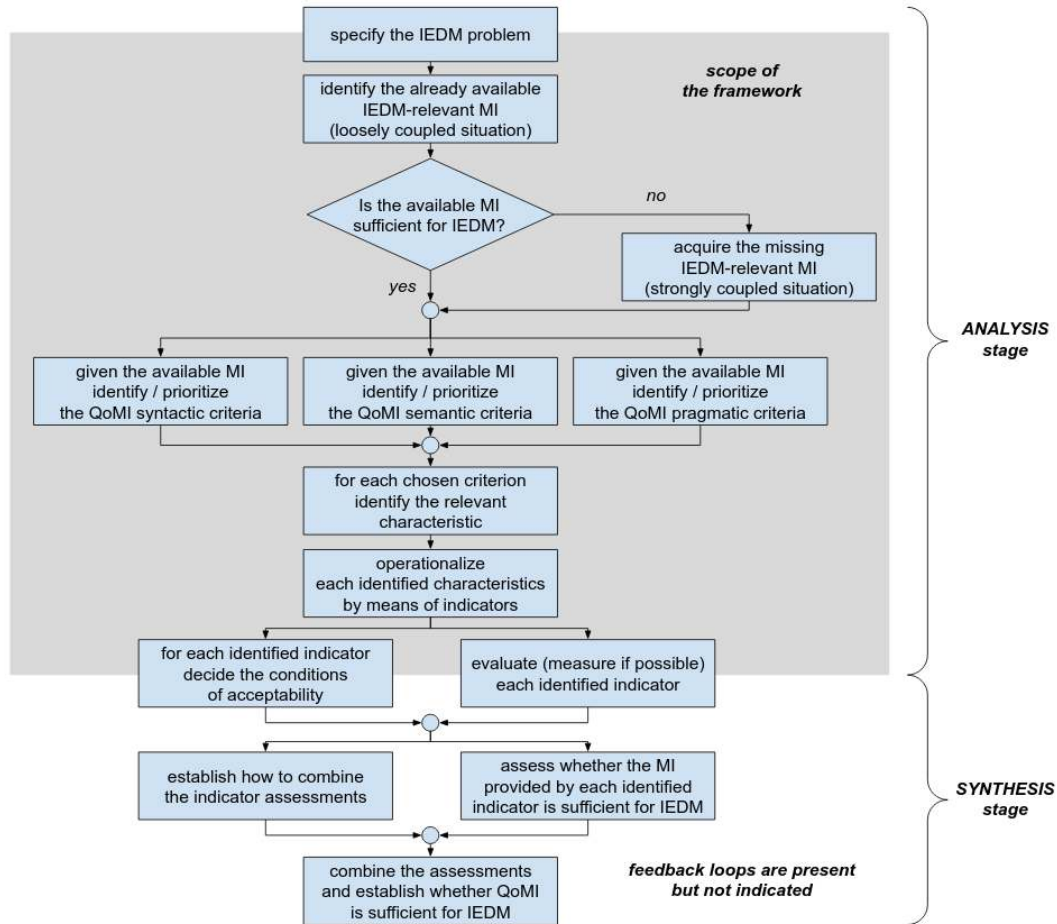 specify the IEDM problem
scope of
the framework
identify the already available
IEDM-relevant MI
(loosely coupled situation)
Is the available MI
sufficient for IEDM?
no
acquire the missing
IEDM-relevant MI
(strongly coupled situation)
yes
ANALYSIS
stage
given the available MI
identify / prioritize
the QoMI syntactic criteria
given the available MI
identify / prioritize
the QoMI semantic criteria
given the available MI
identify / prioritize
the QoMI pragmatic criteria
for each chosen criterion
identify the relevant
characteristic
operationalize
each identified characteristics
by means of indicators
for each identified indicator
decide the conditions
of acceptability
evaluate (measure if possible)
each identified indicator
establish how to combine
the indicator assessments
assess whether the MI
provided by each identified
indicator is sufficient for IEDM
SYNTHESIS
stage
combine the assessments
and establish whether QoMI
is sufficient for IEDM
feedback loops are present
but not indicated